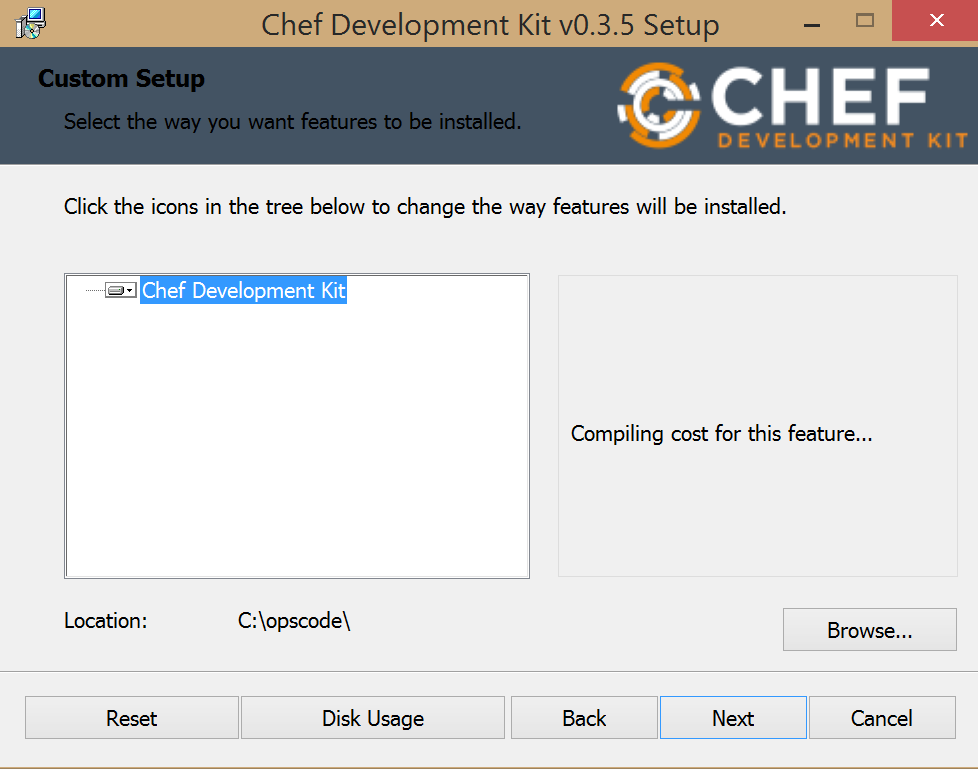 Chef Development Kit v0.3.5 Setup
Custom Setup
Select the way you want features to be installed.
CHEF
DEVELOPMENT KIT
Click the icons in the tree below to change the way features will be installed.
Chef Development Kit
Compiling cost for this feature...
Location: C:\opscode\
Browse...
Reset Disk Usage Back Next Cancel